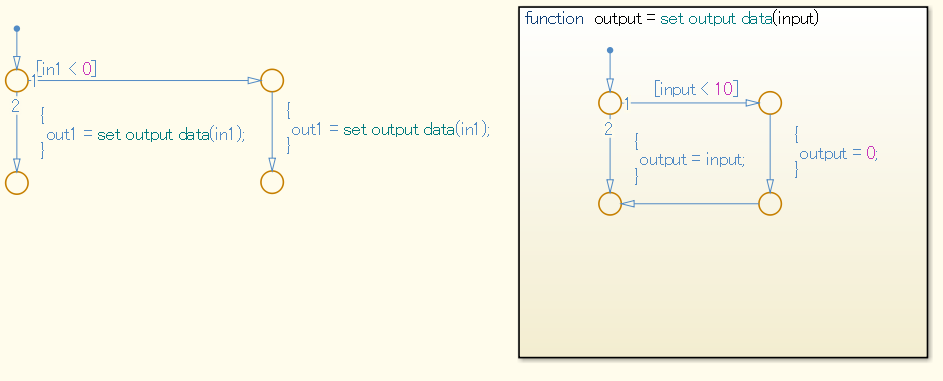 [in1 < 0]
1
2
{
out1 = set output data(in1);
}
{
out1 = set output data(in1);
}
function output = set output data(input)
[input < 10]
1
2
{
output = input;
}
{
output = 0;
}